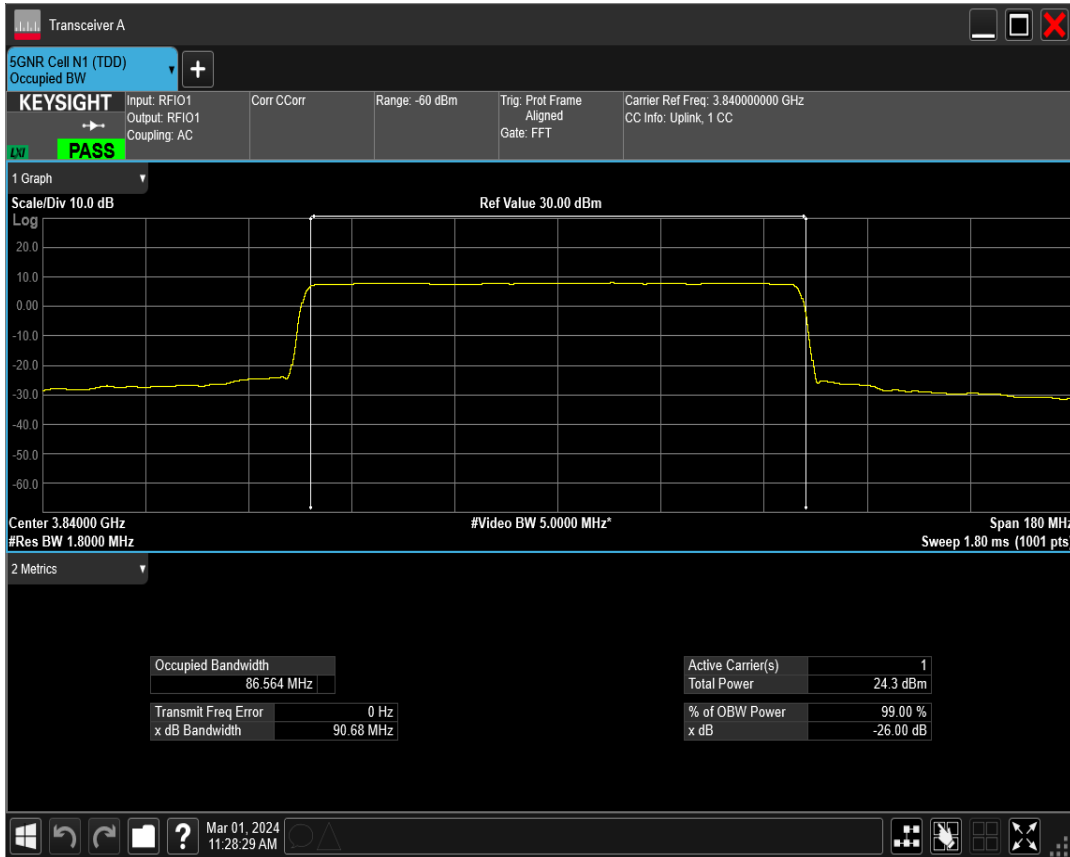 Transceiver A
5GNR Cell N1 (TDD)
Occupied BW
+
KEYSIGHT
LXI
PASS
Input: RFIO1
Output: RFIO1
Coupling: AC
Corr CCorr
Range: -60 dBm
Trig: Prot Frame
Aligned
Gate: FFT
Carrier Ref Freq: 3.840000000 GHz
CC Info: Uplink, 1 CC
1 Graph
Scale/Div 10.0 dB
Ref Value 30.00 dBm
Log
20.0
10.0
0.00
-10.0
-20.0
-30.0
-40.0
-50.0
-60.0
Center 3.84000 GHz
#Video BW 5.0000 MHz*
Span 180 MHz
#Res BW 1.8000 MHz
Sweep 1.80 ms (1001 pts)
2 Metrics
Occupied Bandwidth
86.564 MHz
Transmit Freq Error 0 Hz
x dB Bandwidth 90.68 MHz
Active Carrier(s) 1
Total Power 24.3 dBm
% of OBW Power 99.00 %
x dB -26.00 dB
?
Mar 01, 2024
11:28:29 AM